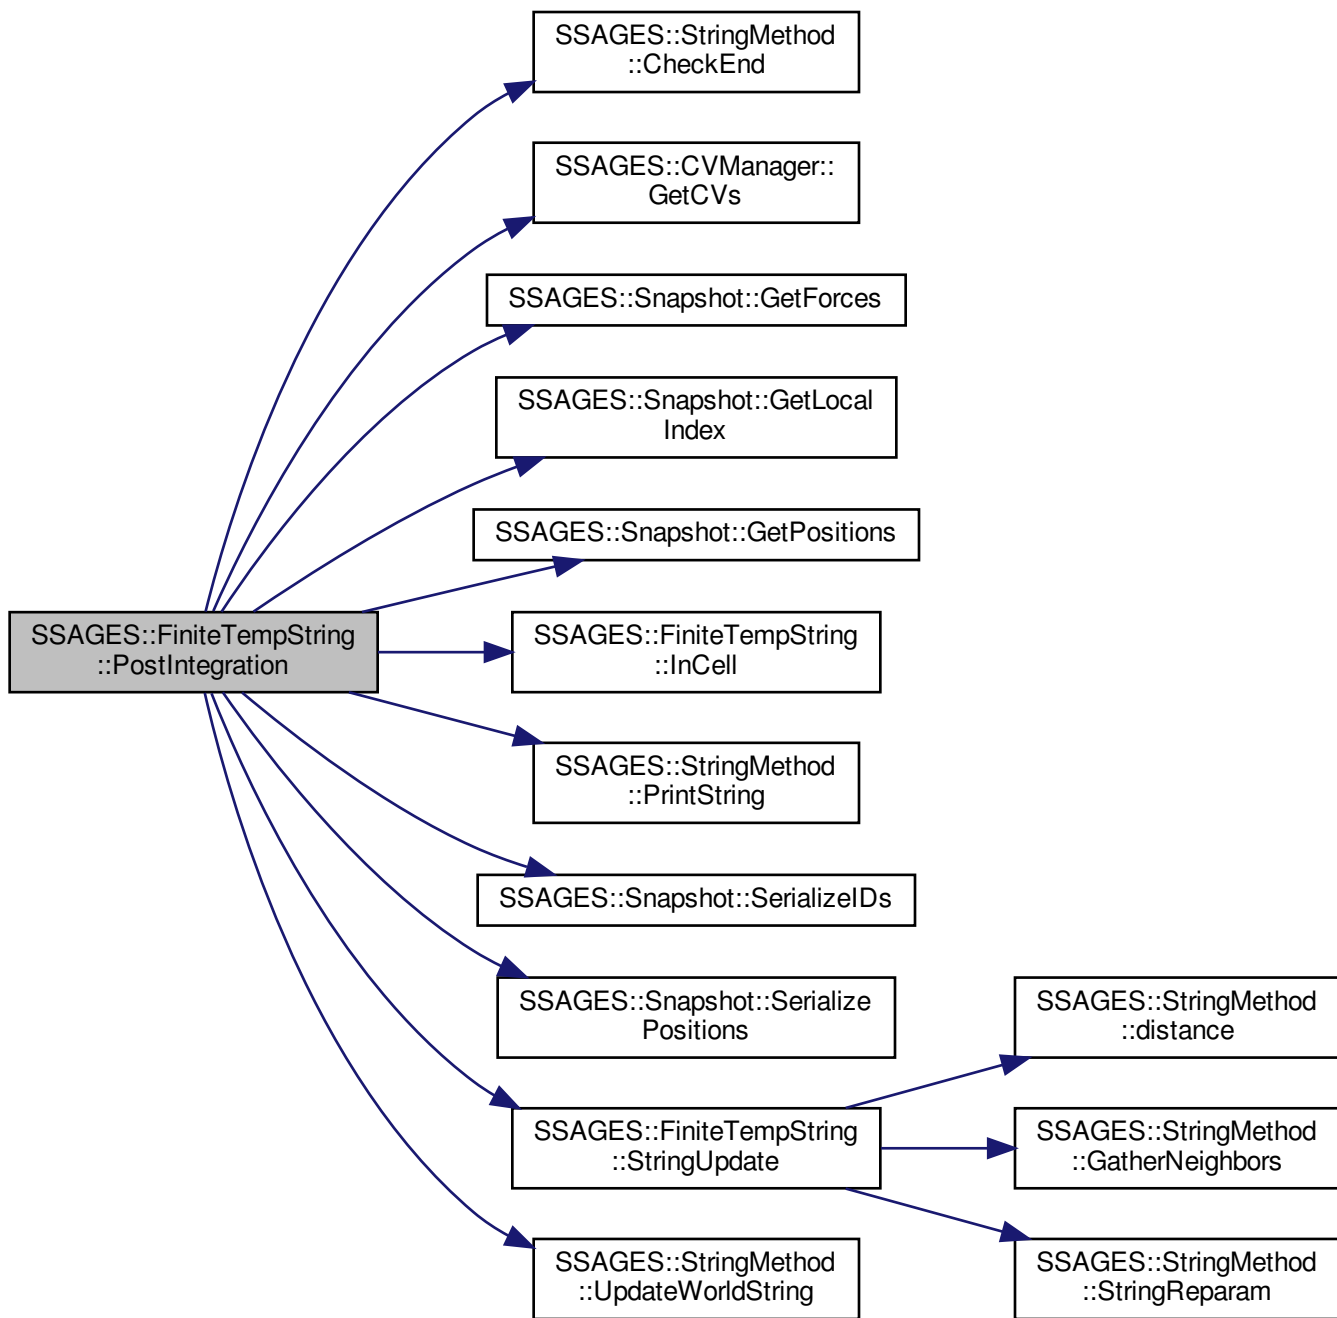 SSAGES::StringMethod
::CheckEnd
SSAGES::CVManager::
GetCVs
SSAGES::Snapshot::GetForces
SSAGES::Snapshot::GetLocal
Index
SSAGES::Snapshot::GetPositions
SSAGES::FiniteTempString
::PostIntegration
SSAGES::FiniteTempString
::InCell
SSAGES::StringMethod
::PrintString
SSAGES::Snapshot::SerializeIDs
SSAGES::Snapshot::Serialize
Positions
SSAGES::StringMethod
::distance
SSAGES::FiniteTempString
::StringUpdate
SSAGES::StringMethod
::GatherNeighbors
SSAGES::StringMethod
::UpdateWorldString
SSAGES::StringMethod
::StringReparam